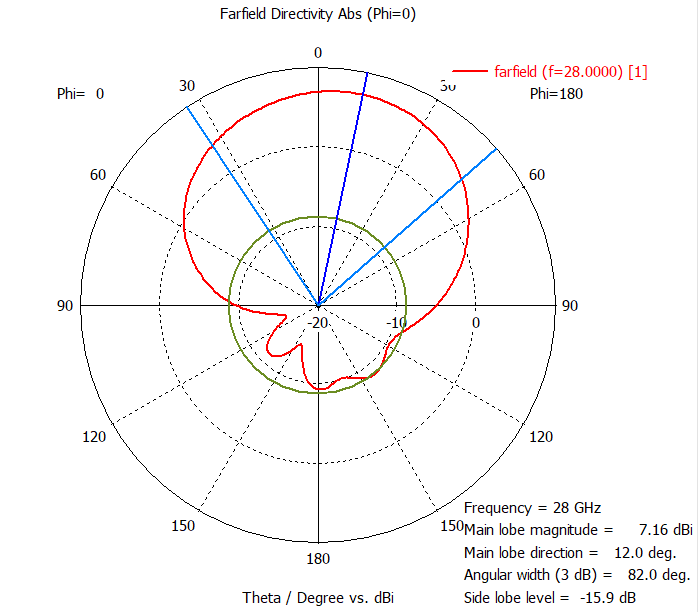 Farfield Directivity Abs (Phi=0)
farfield (f=28.0000) [1]
Phi= 0
30
0
30
Phi=180
60
60
90
-20
-10
0
90
120
120
150
150
180
Frequency = 28 GHz
Main lobe magnitude = 7.16 dBi
Main lobe direction = 12.0 deg.
Angular width (3 dB) = 82.0 deg.
Side lobe level = -15.9 dB
Theta / Degree vs. dBi